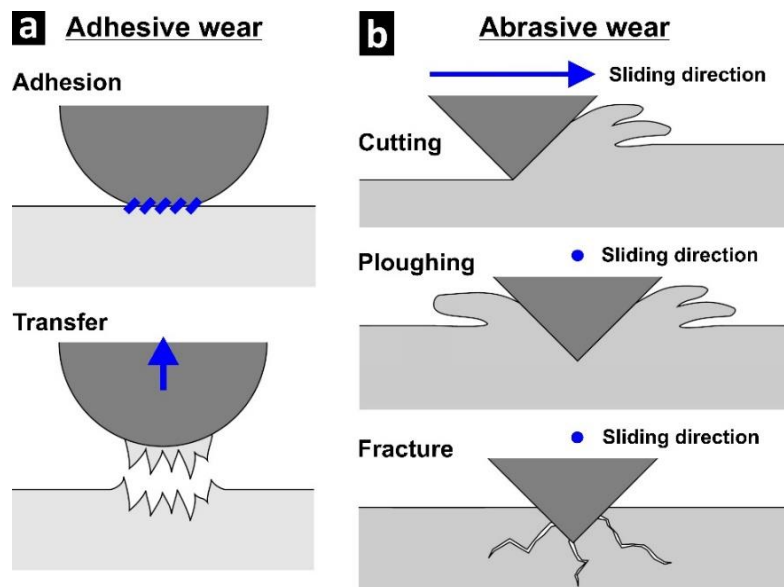 a Adhesive wear
Adhesion
Transfer
b Abrasive wear
Sliding direction
Cutting
Sliding direction
Ploughing
Sliding direction
Fracture